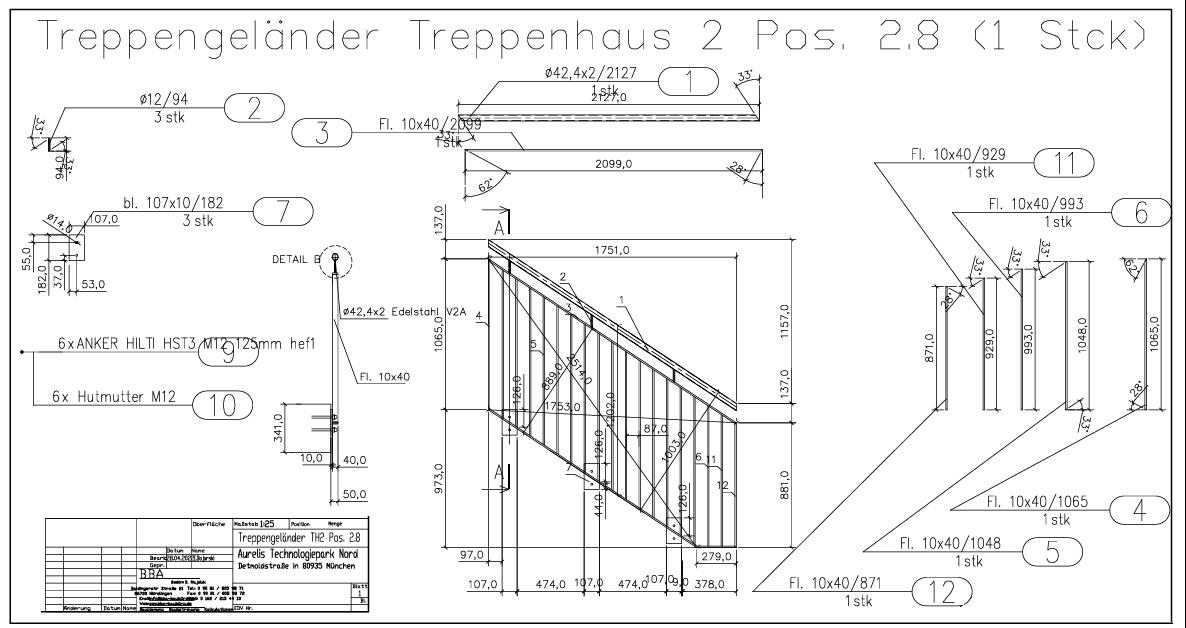 Treppengeländer Treppenhaus 2 Pos. 2.8 (1 Stck)
ø42,4x2/2127
1stk
1
2127,0
33°
33°
ø12/94
3 stk
2
33°
94,0
33°
Fl. 10x40/2099
1stk
3
2099,0
62°
28°
bl. 107x10/182
3 stk
7
ø14,0
107,0
55,0
182,0
37,0
53,0
DETAIL B
ø42,4x2 Edelstahl V2A
Fl. 10x40
6x ANKER HILTI HST3 M12 125mm hef1
9
6x Hutmutter M12
10
341,0
10,0
40,0
50,0
A
137,0
1751,0
1065,0
973,0
1157,0
137,0
881,0
2
3
1
4
5
889,0
2514,0
126,0
1753,0
1202,0
126,0
87,0
1003,0
6
11
12
7
44,0
126,0
A
97,0
279,0
107,0
474,0
107,0
474,0
107,0
9,0
378,0
Fl. 10x40/929
1stk
11
Fl. 10x40/993
1stk
6
28°
33°
33°
33°
62°
871,0
929,0
993,0
1048,0
1065,0
33°
28°
Fl. 10x40/1065
1stk
4
Fl. 10x40/1048
1stk
5
Fl. 10x40/871
1stk
12
Oberfläche
Maßstab 1:25
Position
Menge
Treppengeländer TH2 Pos. 2.8
Aurelis Technologiepark Nord
Detmoldstraße in 80935 München
Datum Name
Bearb.
Gepr.
BBA
Blatt
1
Bl.
Änderung
Datum
Name
EDV Nr.